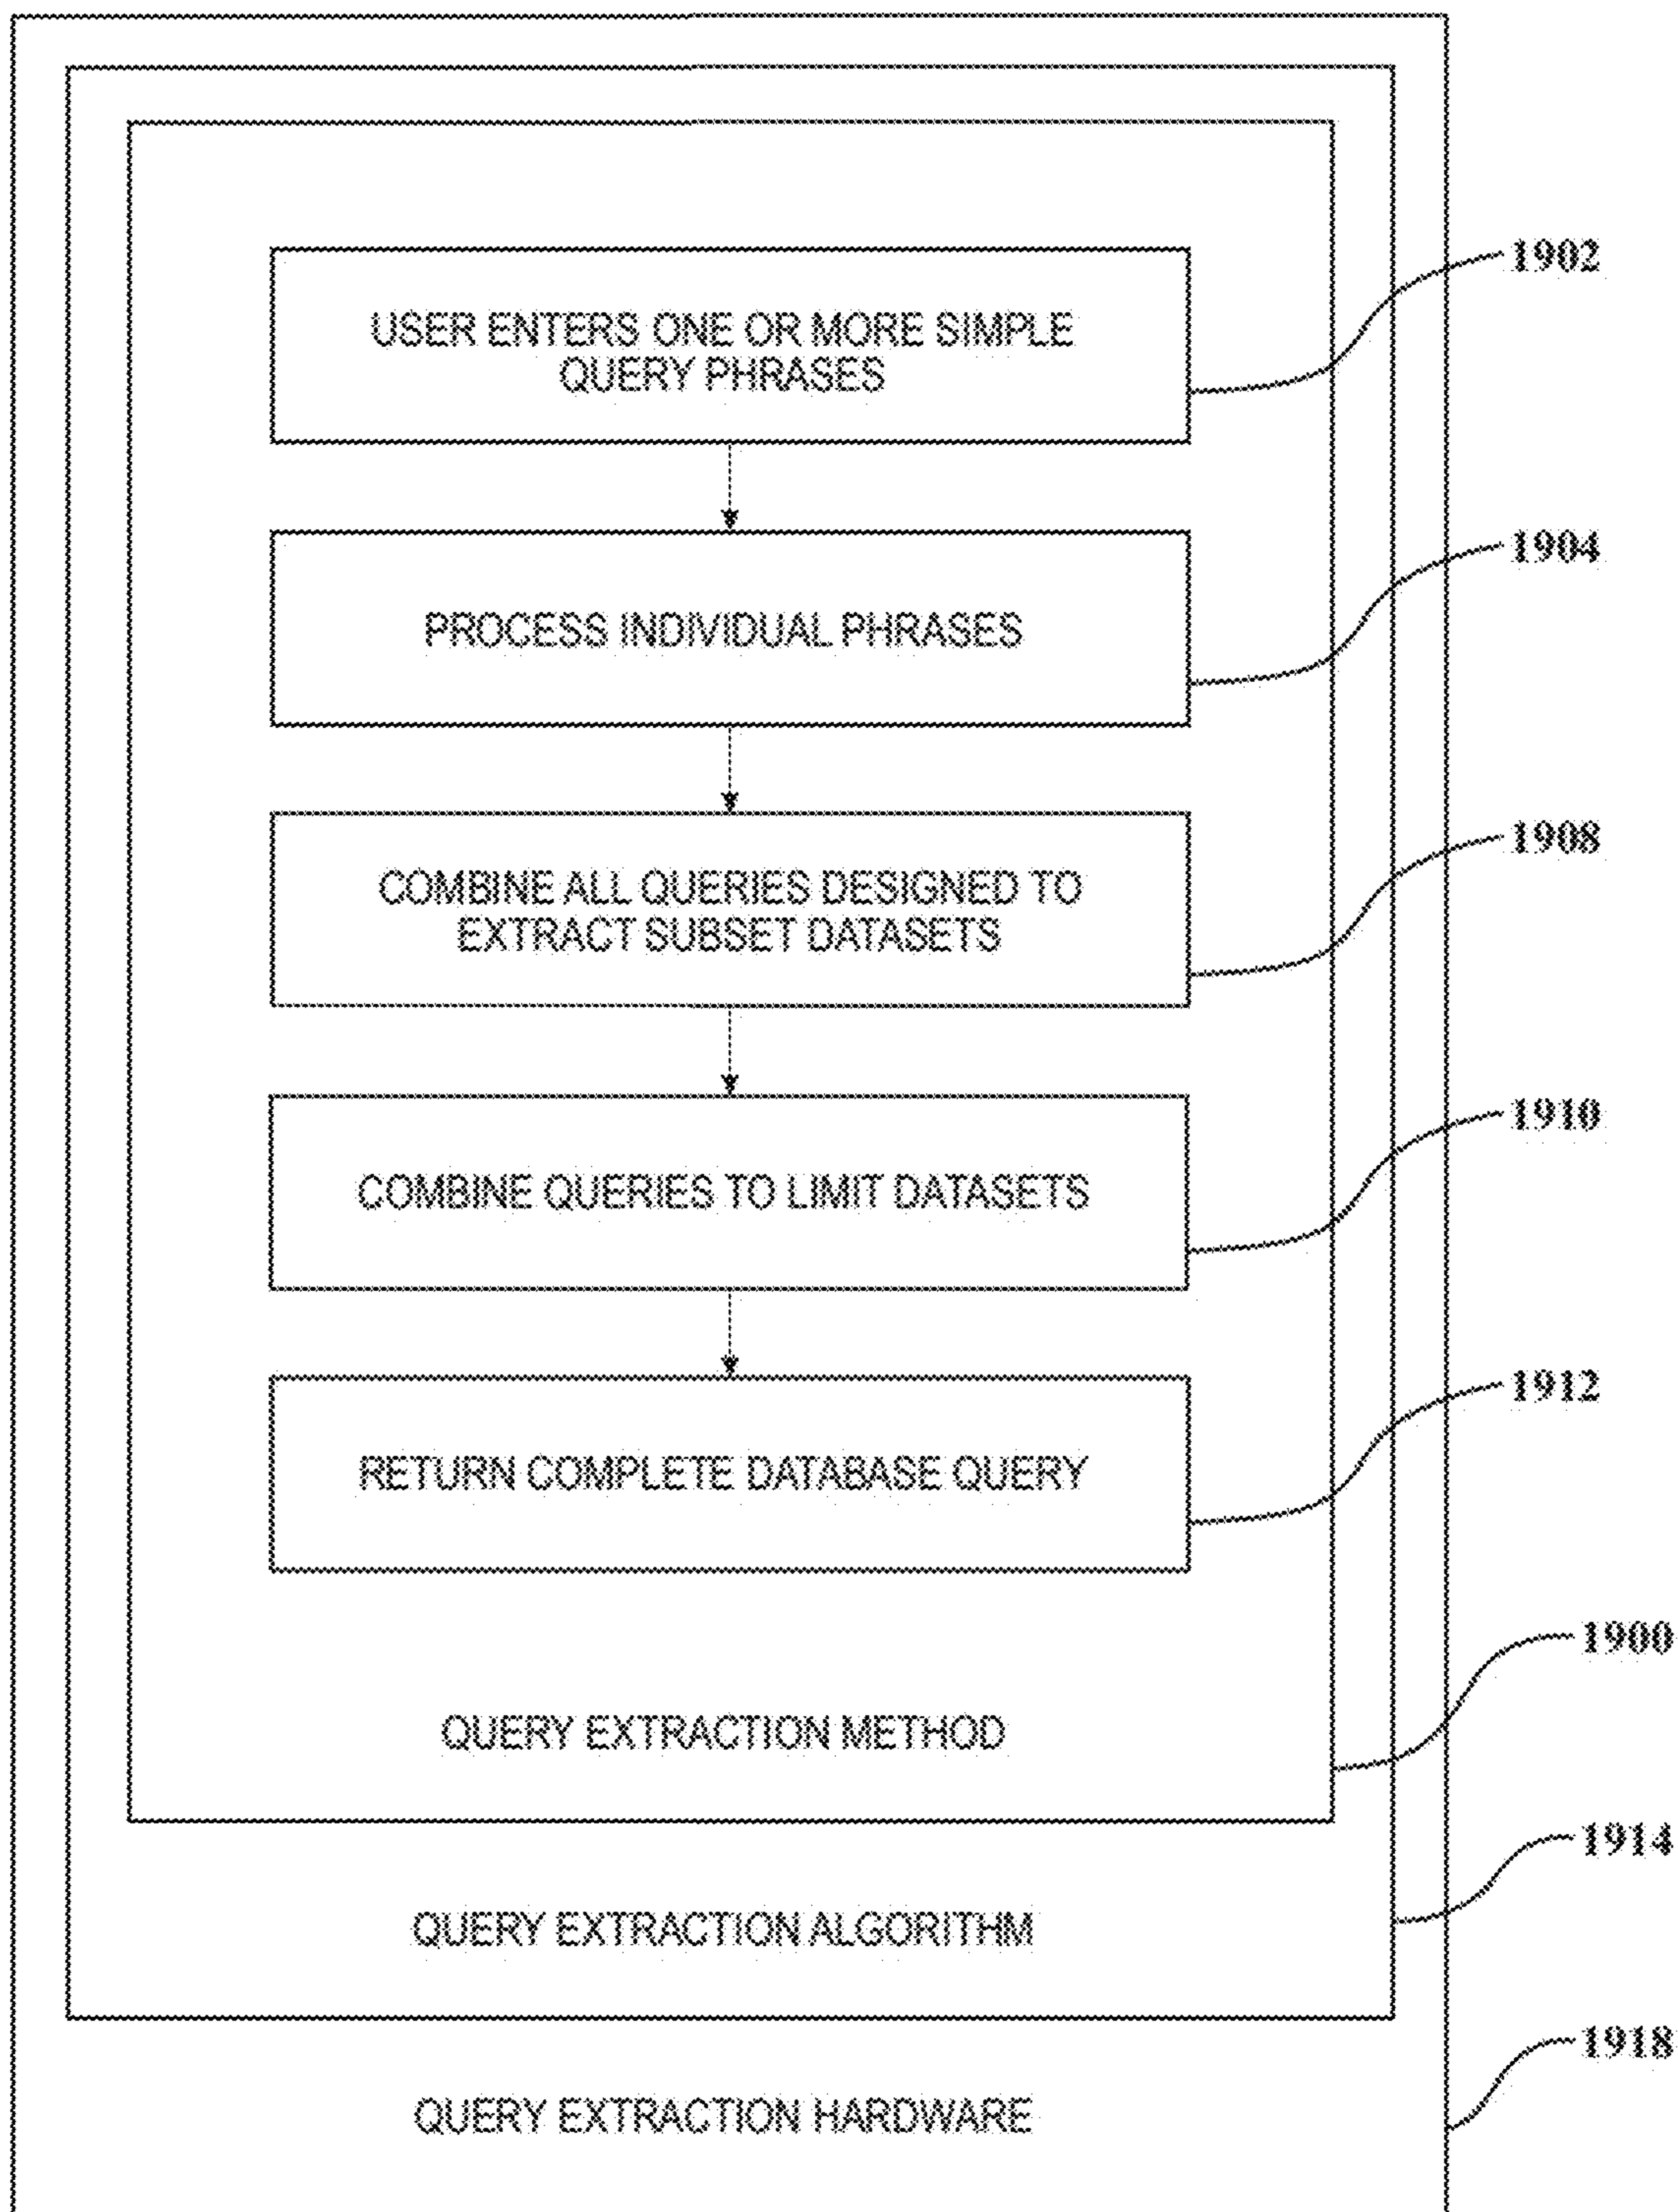 1902
USER ENTERS ONE OR MORE SIMPLE
QUERY PHRASES
1904
PROCESS INDIVIDUAL PHRASES
1908
COMBINE ALL QUERIES DESIGNED TO
EXTRACT SUBSET DATASETS
1910
COMBINE QUERIES TO LIMIT DATASETS
1912
RETURN COMPLETE DATABASE QUERY
1900
QUERY EXTRACTION METHOD
1914
QUERY EXTRACTION ALGORITHM
1918
QUERY EXTRACTION HARDWARE